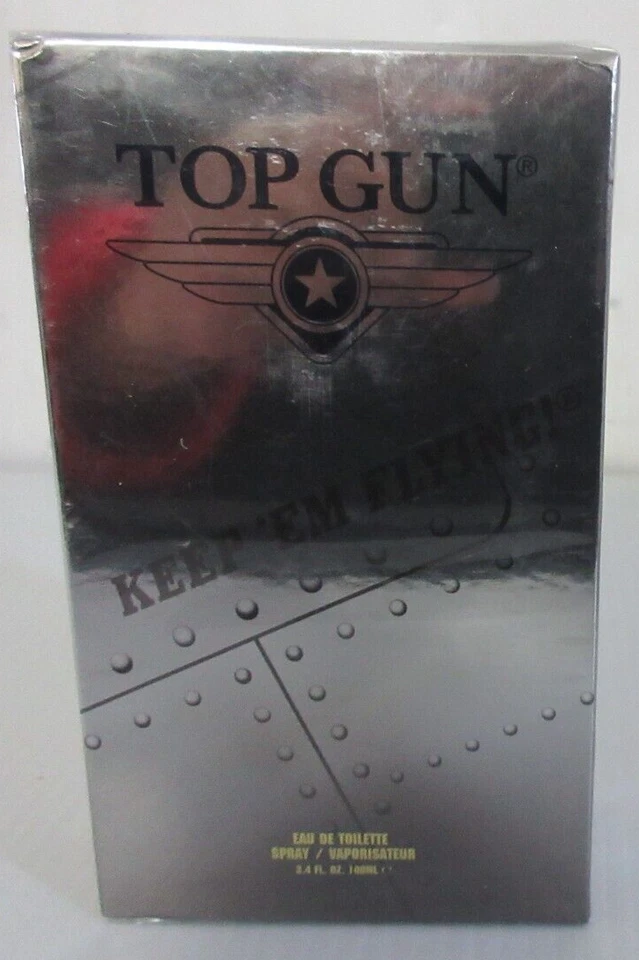 TOP GUN®
KEEP 'EM FLYING!®
EAU DE TOILETTE
SPRAY / VAPORISATEUR
3.4 FL. OZ. 100ML